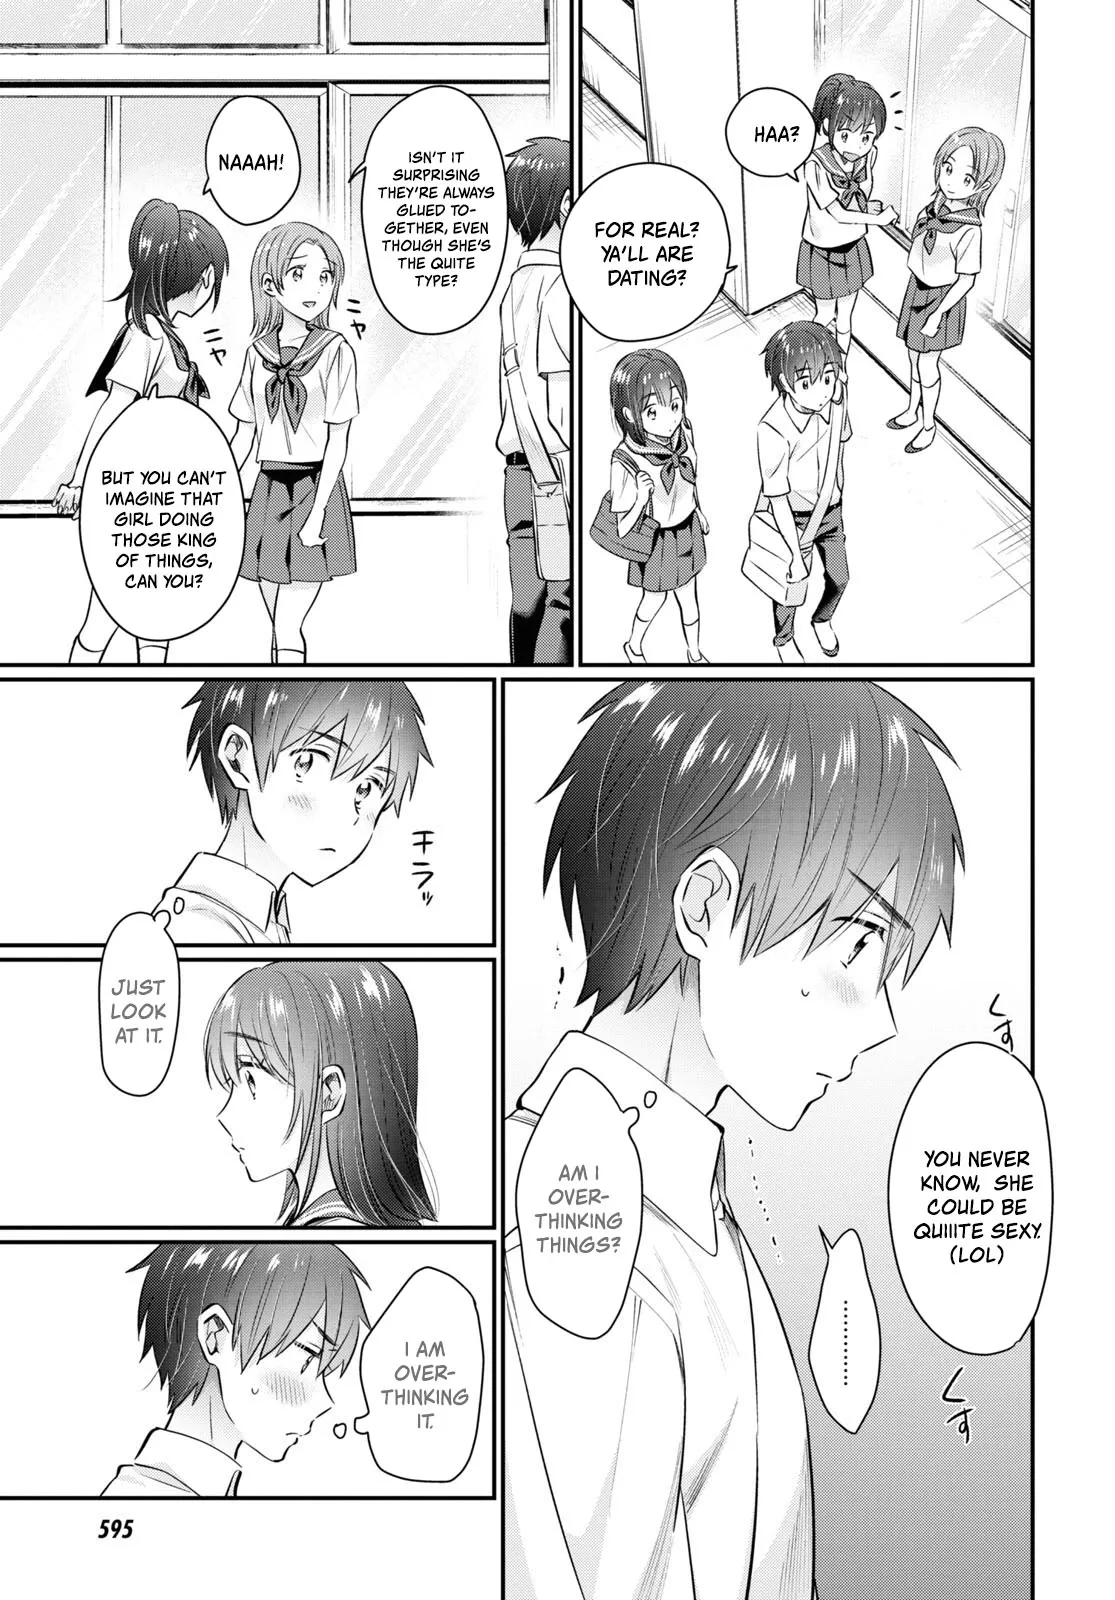 HAA?
FOR REAL?
YA'LL ARE
DATING?
ISN'T IT
SURPRISING
THEY'RE ALWAYS
GLUED TO-
GETHER, EVEN
THOUGH SHE'S
THE QUITE
TYPE?
NAAAH!
ニャ
ニャ
BUT YOU CAN'T
IMAGINE THAT
GIRL DOING
THOSE KING
OF THINGS,
CAN YOU?
YOU NEVER
KNOW, SHE
COULD BE
QUIIITE SEXY.
(LOL)
くす
くす
..........
AM I
OVER-
THINKING
THINGS?
チラッ
JUST
LOOK
AT IT.
I AM
OVER-
THINKING
IT.
595